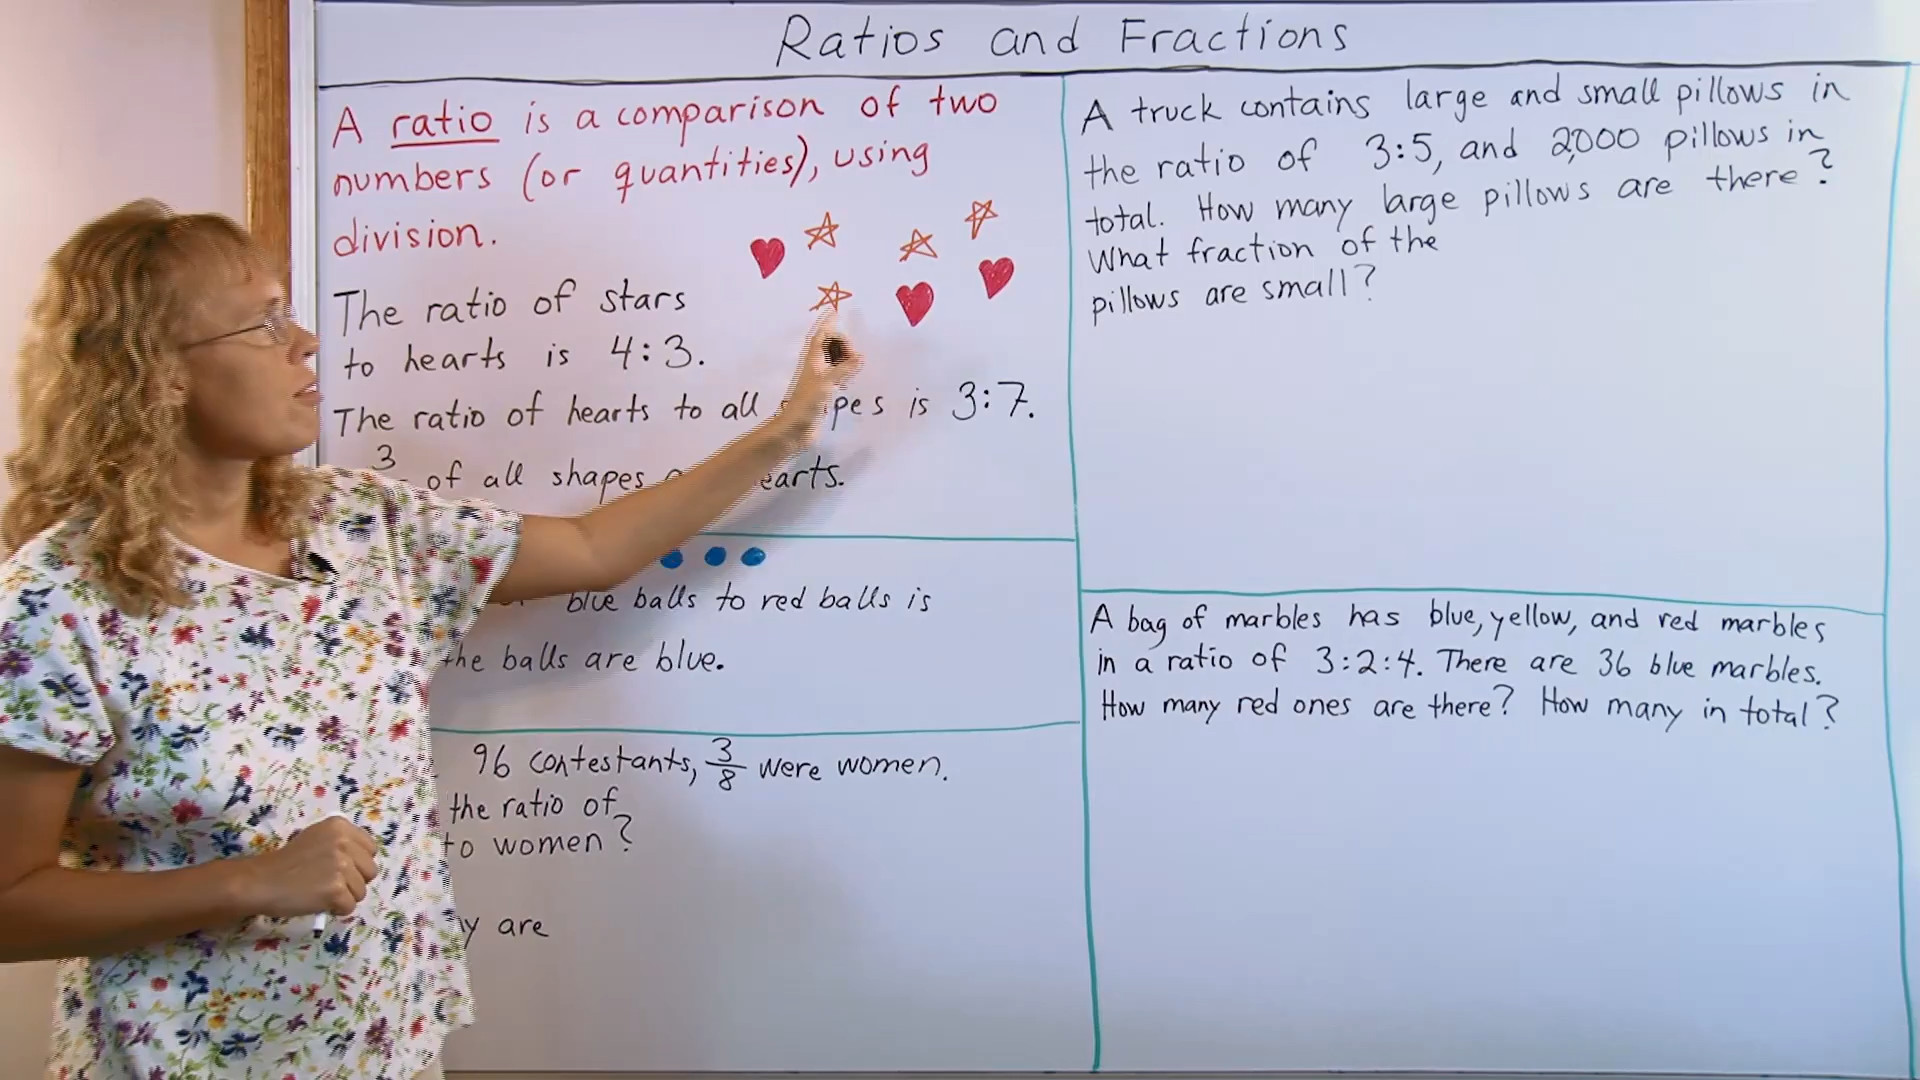 Ratios and Fractions
A ratio is a comparison of two
numbers (or quantities), using
division.
The ratio of stars
to hearts is 4:3.
The ratio of hearts to all is 3:7.
3
of all shapes
blue balls to red balls is
the balls are blue.
96 contestants, 3/8 were women.
the ratio of
to women?
are
A truck contains large and small pillows in
the ratio of 3:5, and 2,000 pillows in
total. How many large pillows are there?
What fraction of the
pillows are small?
A bag of marbles has blue, yellow, and red marbles
in a ratio of 3:2:4. There are 36 blue marbles.
How many red ones are there? How many in total?